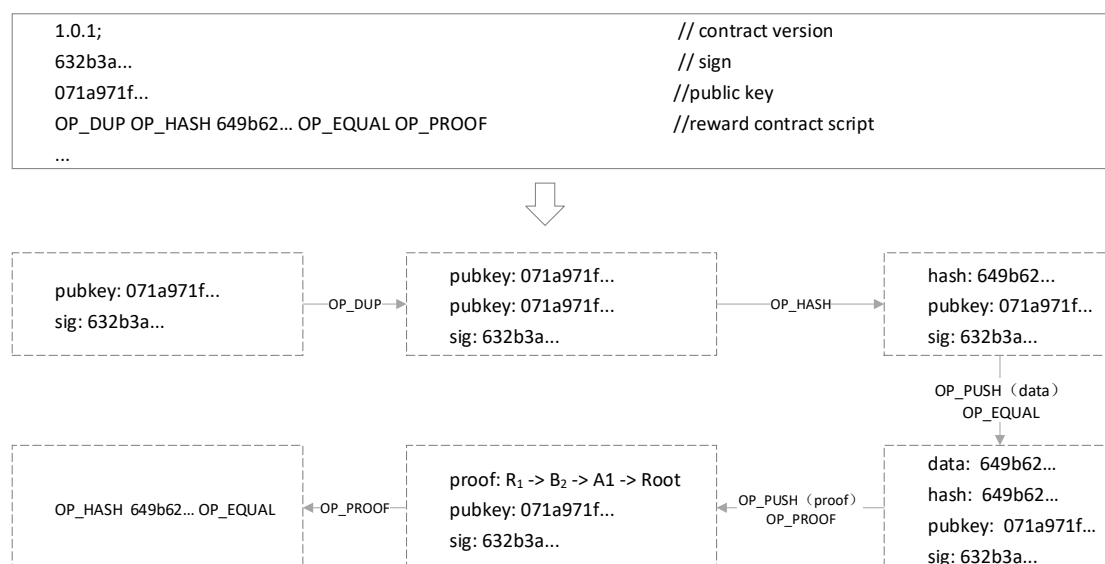 1.0.1; // contract version
632b3a... // sign
071a971f... //public key
OP_DUP OP_HASH 649b62... OP_EQUAL OP_PROOF //reward contract script
...
pubkey: 071a971f...
sig: 632b3a...
OP_DUP
pubkey: 071a971f...
pubkey: 071a971f...
sig: 632b3a...
OP_HASH
hash: 649b62...
pubkey: 071a971f...
sig: 632b3a...
OP_PUSH（data）
OP_EQUAL
data: 649b62...
hash: 649b62...
pubkey: 071a971f...
sig: 632b3a...
OP_PUSH（proof）
OP_PROOF
proof: R₁ -> B₂ -> A1 -> Root
pubkey: 071a971f...
sig: 632b3a...
OP_PROOF
OP_HASH 649b62... OP_EQUAL